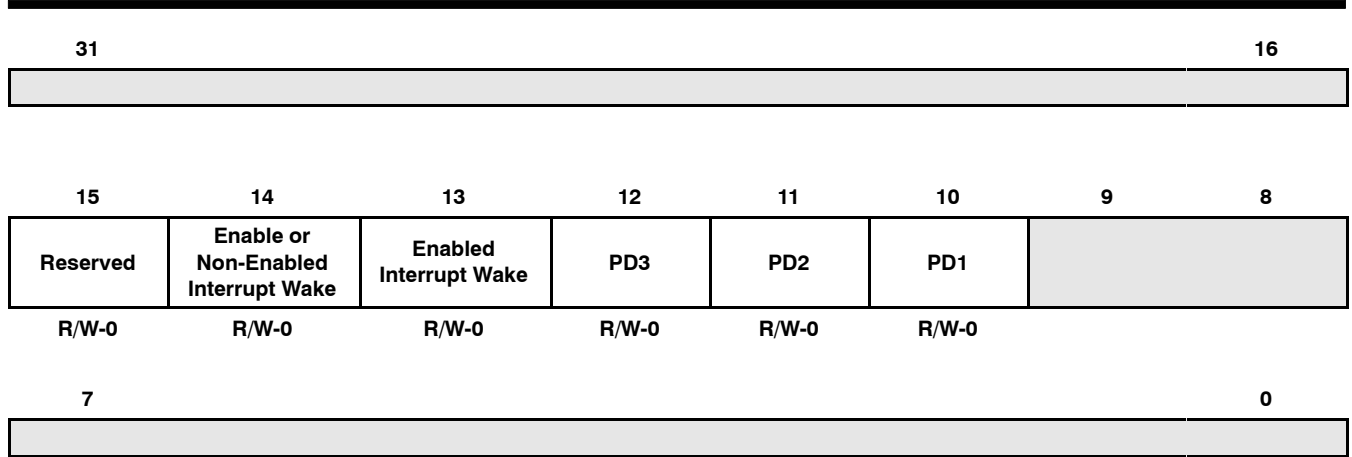 31 16
15 14 13 12 11 10 9 8
Reserved
Enable or
Non-Enabled
Interrupt Wake
Enabled
Interrupt Wake
PD3
PD2
PD1
R/W-0 R/W-0 R/W-0 R/W-0 R/W-0 R/W-0
7 0